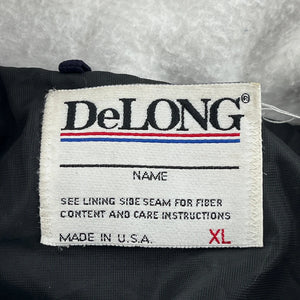 DeLONG®
NAME
SEE LINING SIDE SEAM FOR FIBER
CONTENT AND CARE INSTRUCTIONS
MADE IN U.S.A. XL